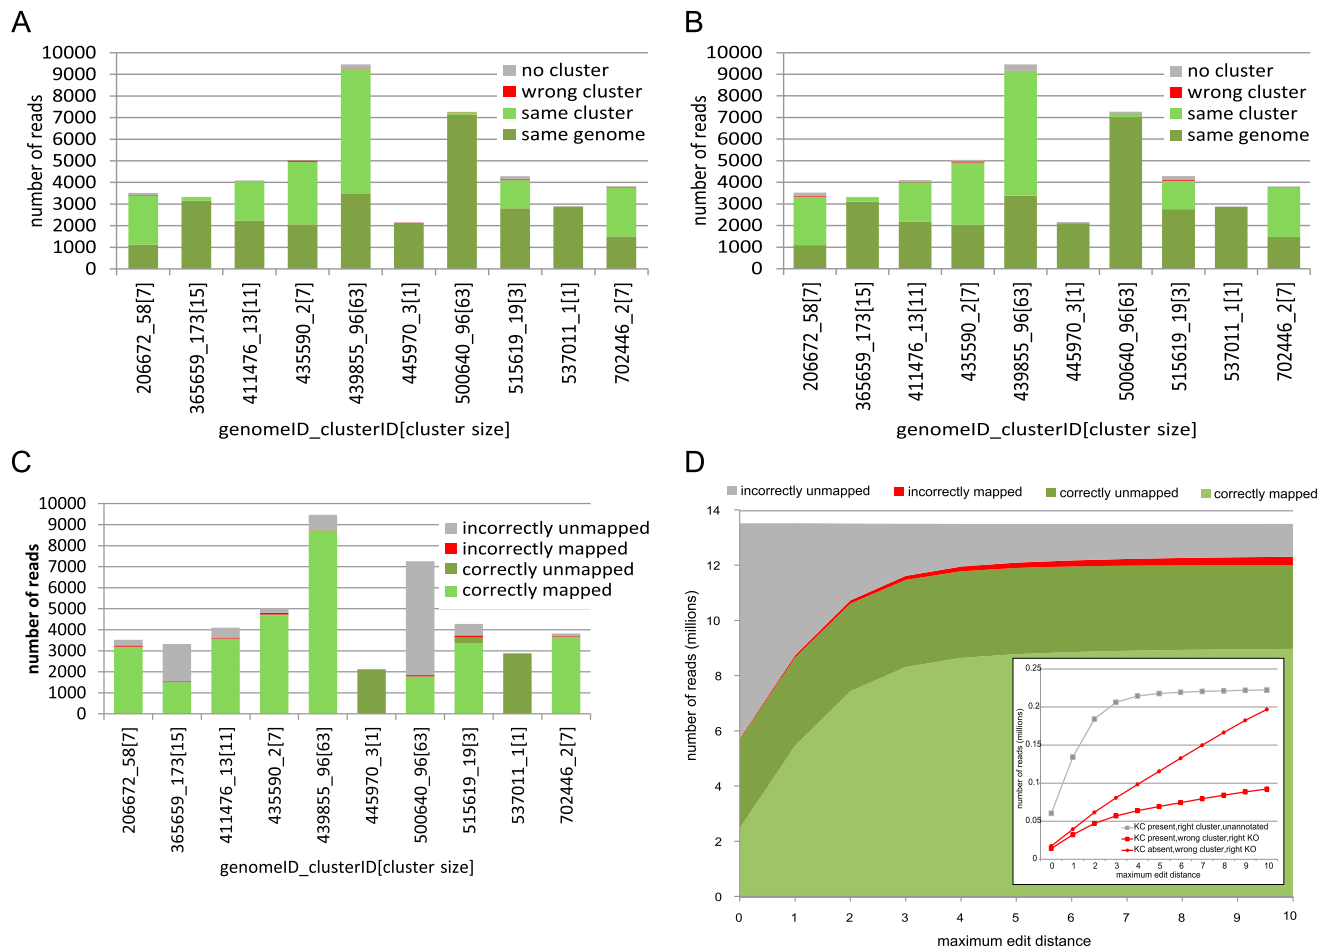 A
10000
9000
8000
7000
6000
5000
4000
3000
2000
1000
0
number of reads
no cluster
wrong cluster
same cluster
same genome
206672_58[7]
365659_173[15]
411476_13[11]
435590_2[7]
439855_96[63]
445970_3[1]
500640_96[63]
515619_19[3]
537011_1[1]
702446_2[7]
genomeID_clusterID[cluster size]
B
10000
9000
8000
7000
6000
5000
4000
3000
2000
1000
0
number of reads
no cluster
wrong cluster
same cluster
same genome
206672_58[7]
365659_173[15]
411476_13[11]
435590_2[7]
439855_96[63]
445970_3[1]
500640_96[63]
515619_19[3]
537011_1[1]
702446_2[7]
genomeID_clusterID[cluster size]
C
10000
9000
8000
7000
6000
5000
4000
3000
2000
1000
0
number of reads
incorrectly unmapped
incorrectly mapped
correctly unmapped
correctly mapped
206672_58[7]
365659_173[15]
411476_13[11]
435590_2[7]
439855_96[63]
445970_3[1]
500640_96[63]
515619_19[3]
537011_1[1]
702446_2[7]
genomeID_clusterID[cluster size]
D
incorrectly unmapped incorrectly mapped correctly unmapped correctly mapped
14
12
10
8
6
4
2
0
number of reads (millions)
0 1 2 3 4 5 6 7 8 9 10
maximum edit distance
0.25
0.2
0.15
0.1
0.05
0
number of reads (millions)
KC present,right cluster,unannotated
KC present,wrong cluster,right KO
KC absent,wrong cluster,right KO
0 1 2 3 4 5 6 7 8 9 10
maximum edit distance